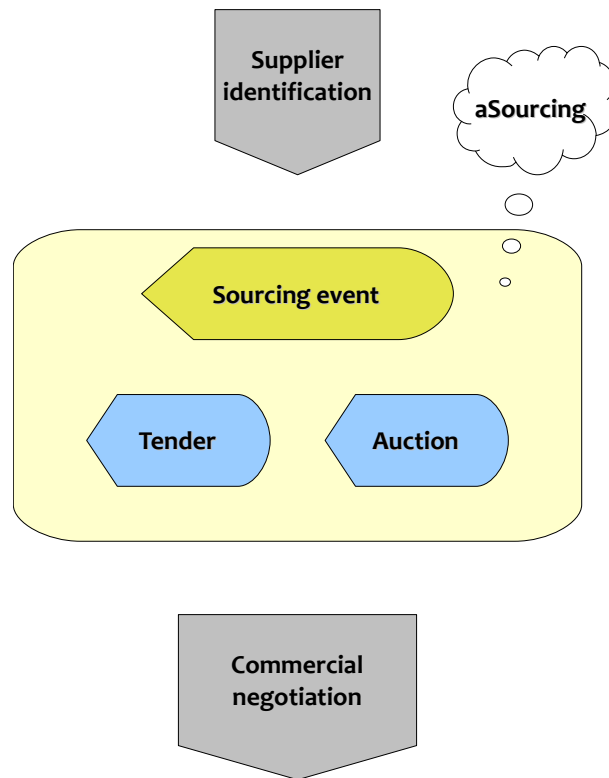 Supplier
identification
aSourcing
Sourcing event
Tender
Auction
Commercial
negotiation